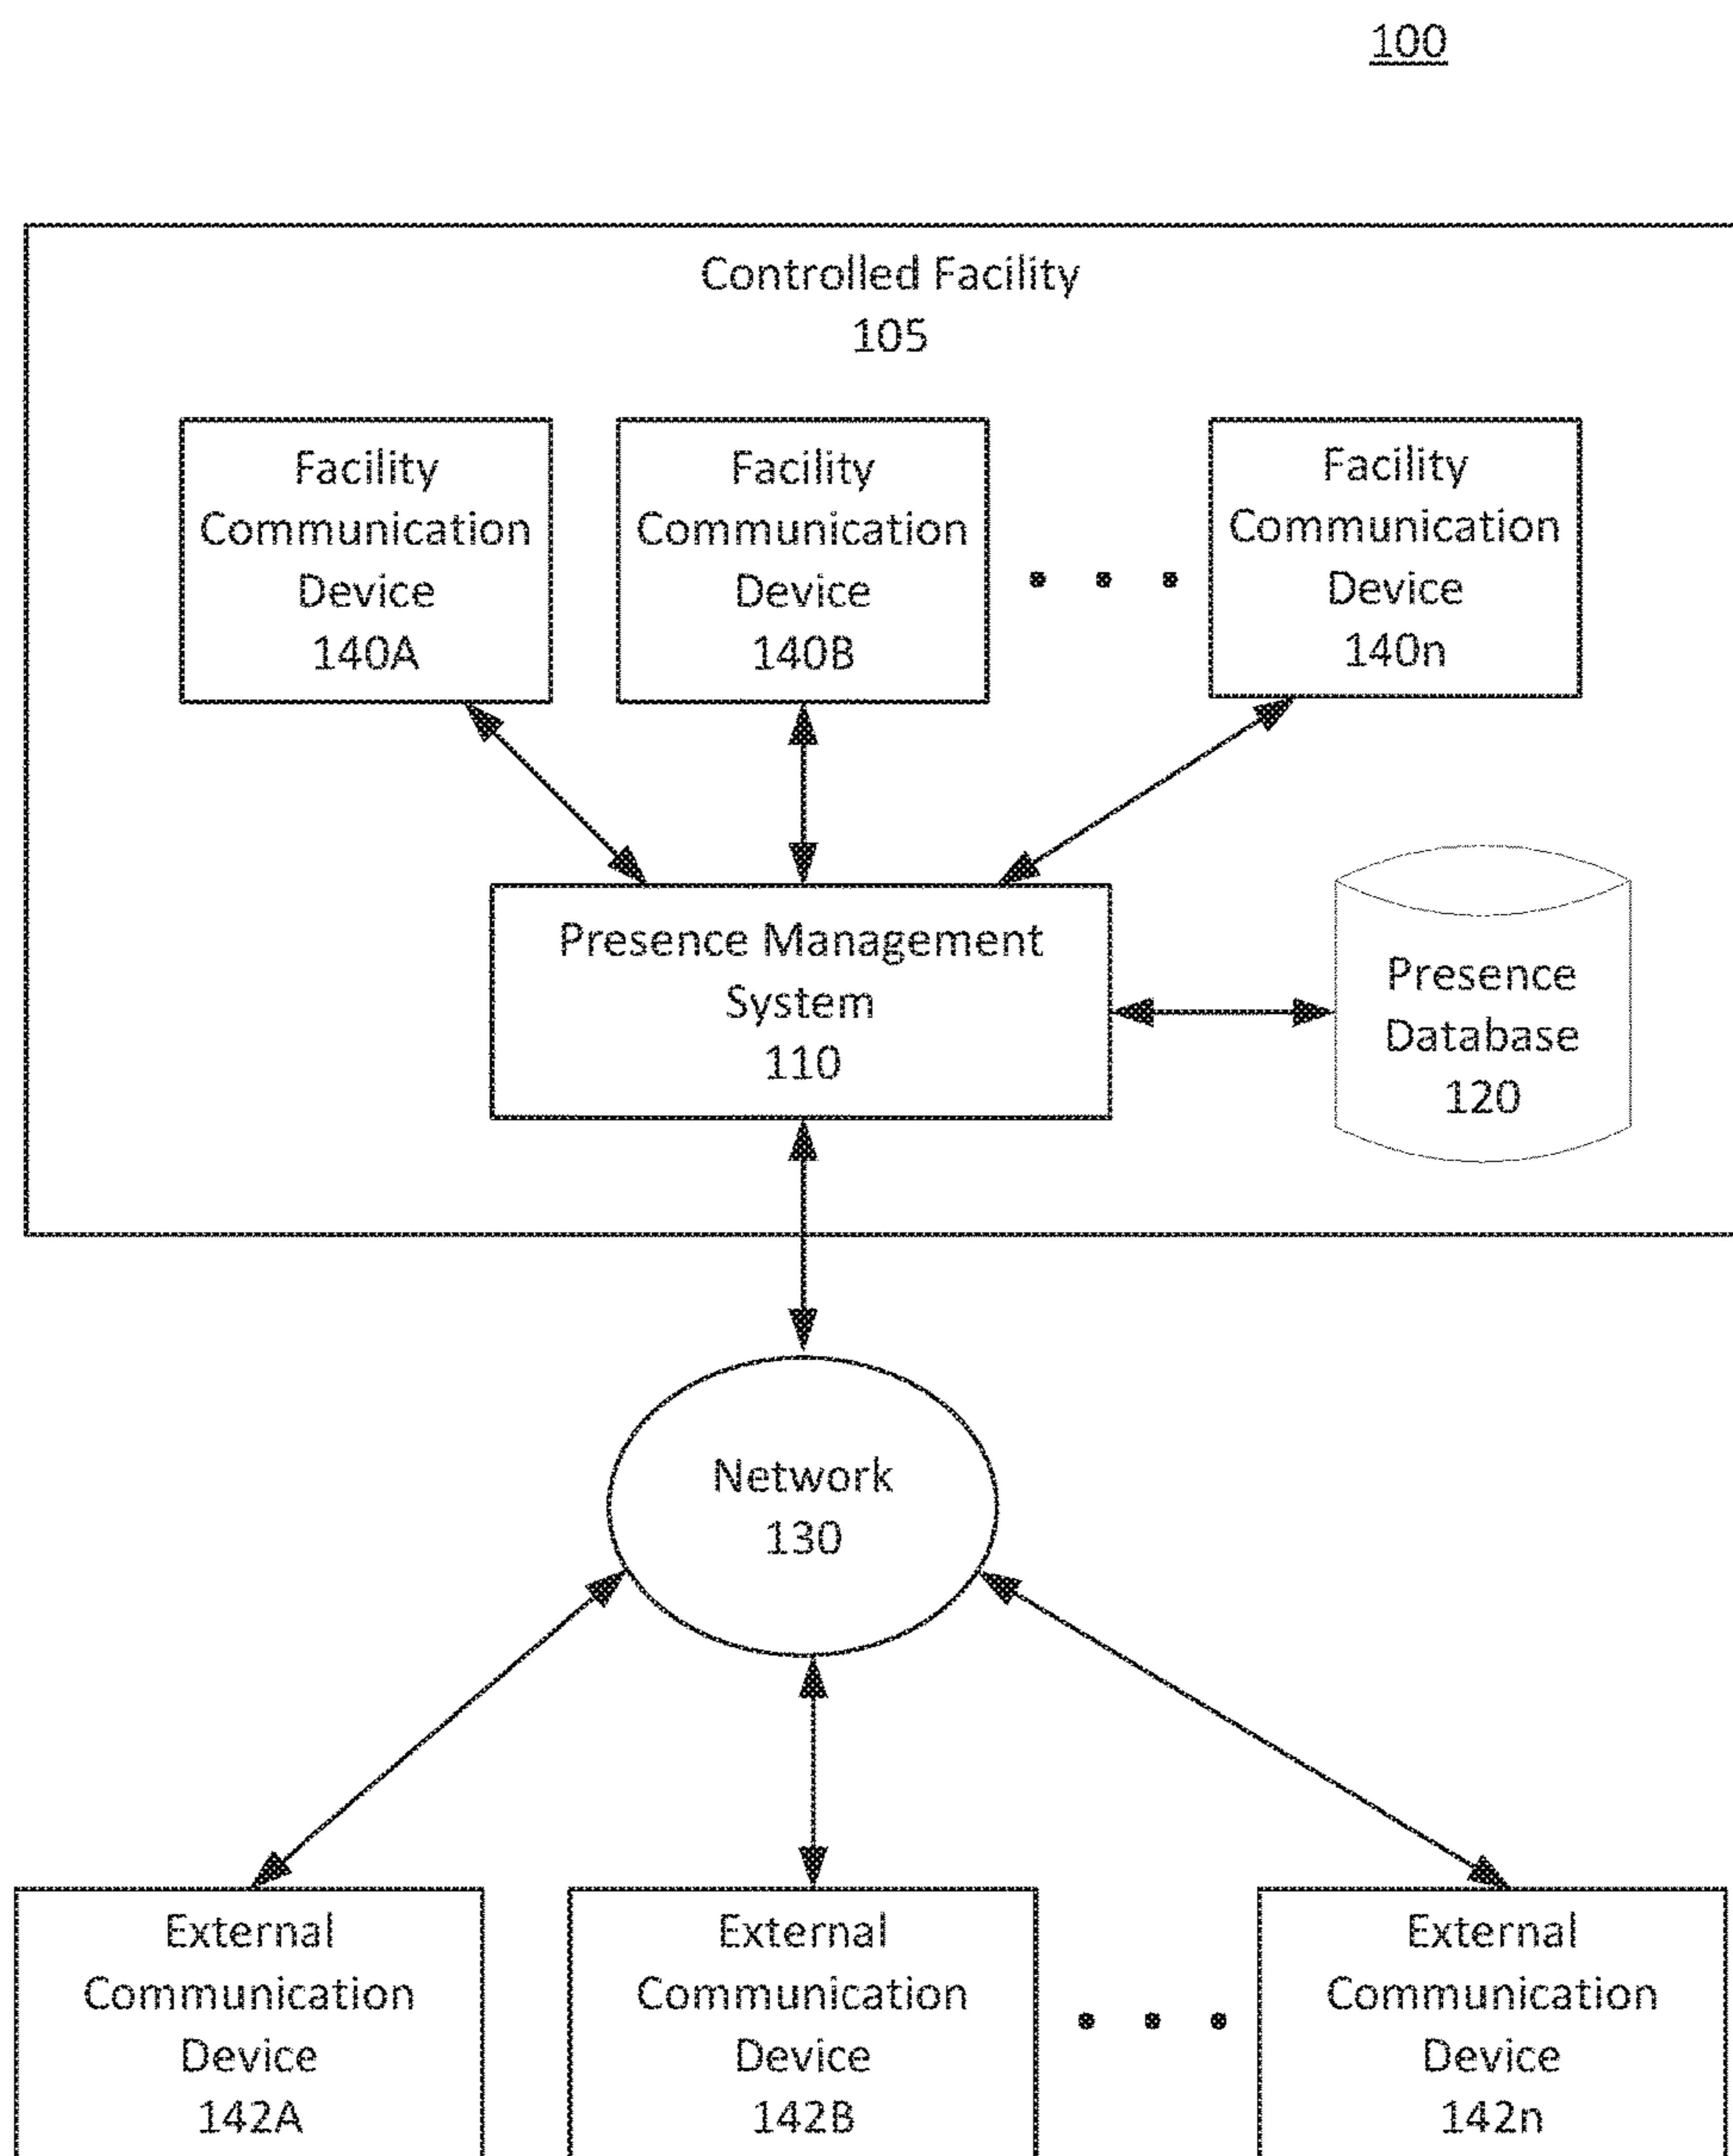 100
Controlled Facility
105
Facility
Communication
Device
140A
Facility
Communication
Device
140B
Facility
Communication
Device
140n
Presence Management
System
110
Presence
Database
120
Network
130
External
Communication
Device
142A
External
Communication
Device
142B
External
Communication
Device
142n